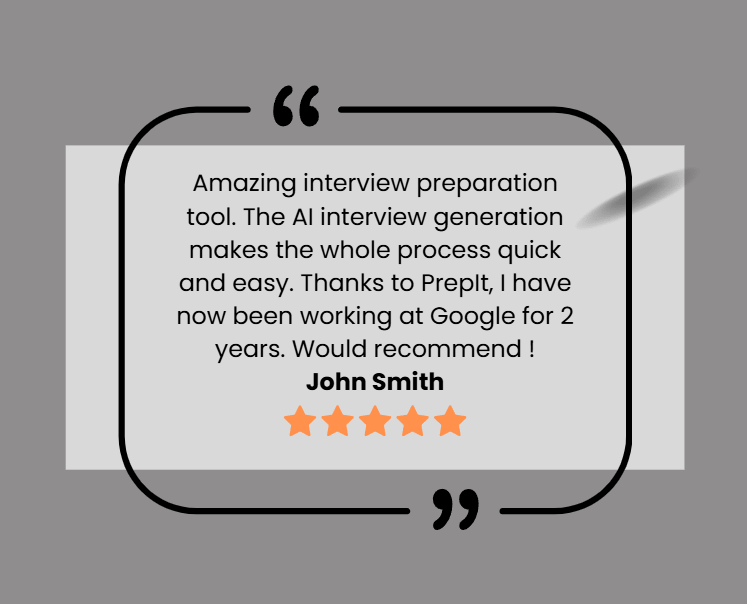 Amazing interview preparation
tool. The AI interview generation
makes the whole process quick
and easy. Thanks to PrepIt, I have
now been working at Google for 2
years. Would recommend !
John Smith